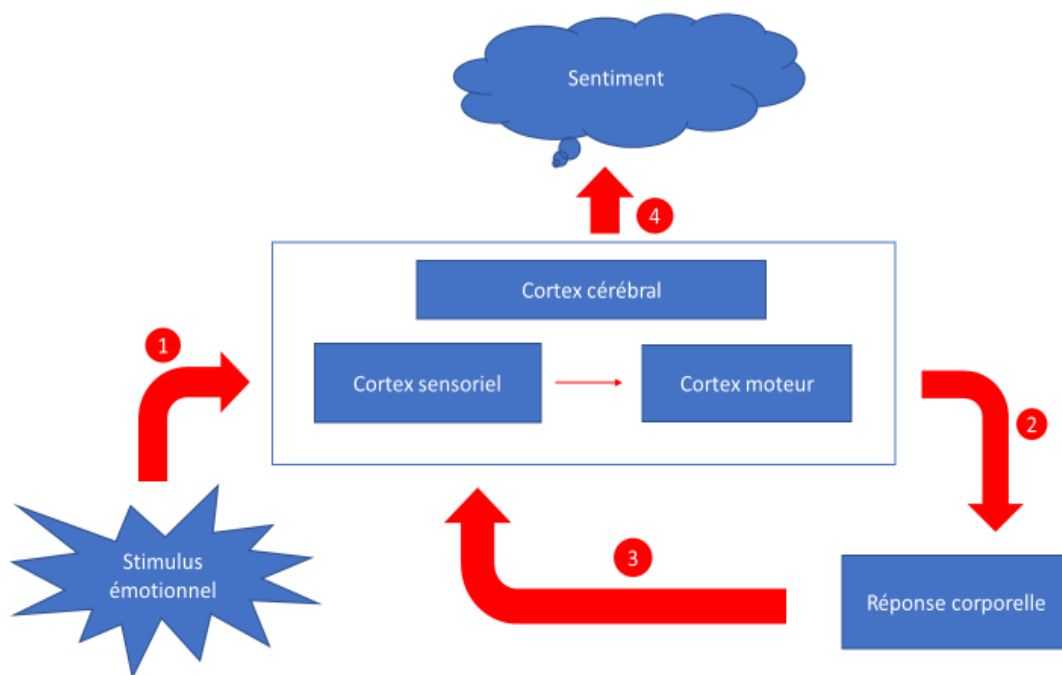 Sentiment
4
Cortex cérébral
1
Cortex sensoriel
Cortex moteur
2
Stimulus
émotionnel
3
Réponse corporelle